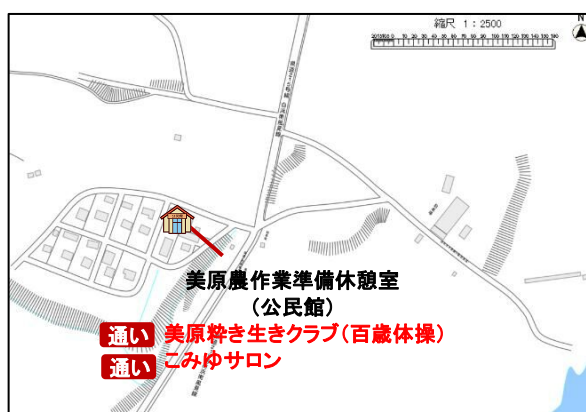 縮尺 1:2500
N
美原農作業準備休憩室
(公民館)
通い 美原粋き生きクラブ(百歳体操)
通い こみゆサロン